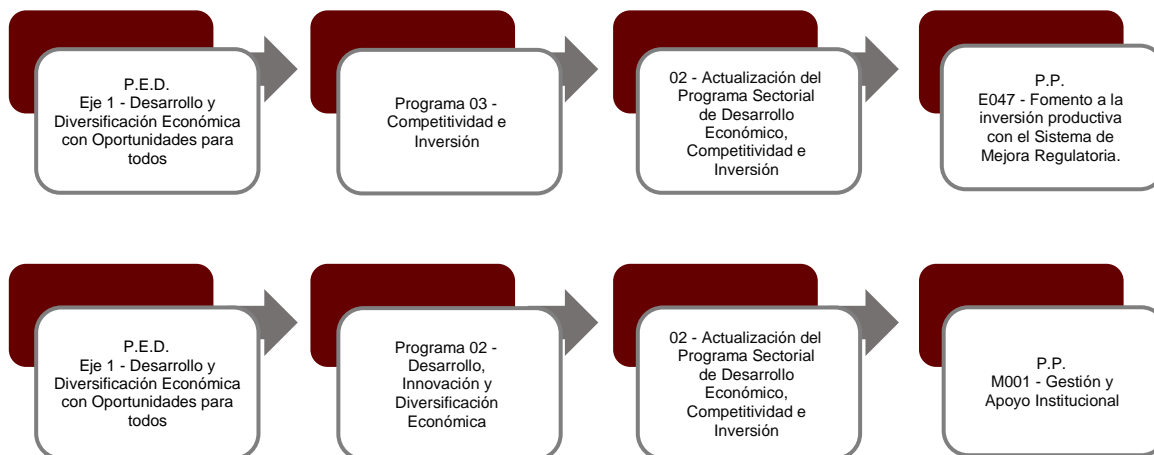 P.E.D.
Eje 1 - Desarrollo y
Diversificación Económica
con Oportunidades para
todos
Programa 03 -
Competitividad e
Inversión
02 - Actualización del
Programa Sectorial
de Desarrollo
Económico,
Competitividad e
Inversión
P.P.
E047 - Fomento a la
inversión productiva
con el Sistema de
Mejora Regulatoria.
P.E.D.
Eje 1 - Desarrollo y
Diversificación Económica
con Oportunidades para
todos
Programa 02 -
Desarrollo,
Innovación y
Diversificación
Económica
02 - Actualización del
Programa Sectorial
de Desarrollo
Económico,
Competitividad e
Inversión
P.P.
M001 - Gestión y
Apoyo Institucional